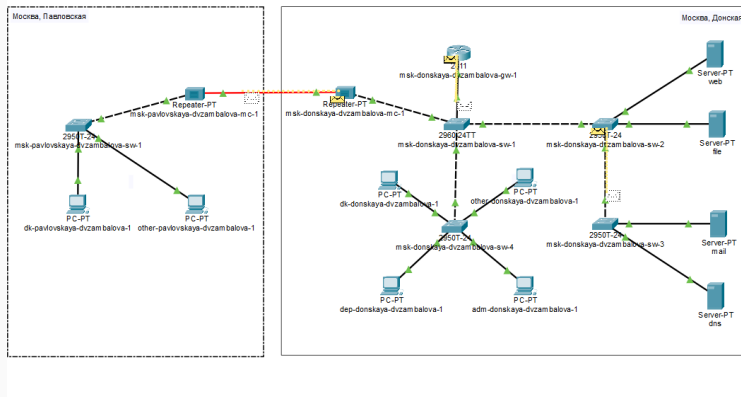 Москва, Павловская
Москва, Донская
2811
msk-donskaya-dvzambalova-gw-1
Server-PT
web
Repeater-PT
msk-pavlovskaya-dvzambalova-mc-1
Repeater-PT
msk-donskaya-dvzambalova-mc-1
2950T-24
msk-pavlovskaya-dvzambalova-sw-1
2960-24TT
msk-donskaya-dvzambalova-sw-1
2950T-24
msk-donskaya-dvzambalova-sw-2
Server-PT
file
PC-PT
dk-pavlovskaya-dvzambalova-1
PC-PT
other-pavlovskaya-dvzambalova-1
PC-PT
dk-donskaya-dvzambalova-1
PC-PT
other-donskaya-dvzambalova-1
2950T-24
msk-donskaya-dvzambalova-sw-4
2950T-24
msk-donskaya-dvzambalova-sw-3
Server-PT
mail
PC-PT
dep-donskaya-dvzambalova-1
PC-PT
adm-donskaya-dvzambalova-1
Server-PT
dns